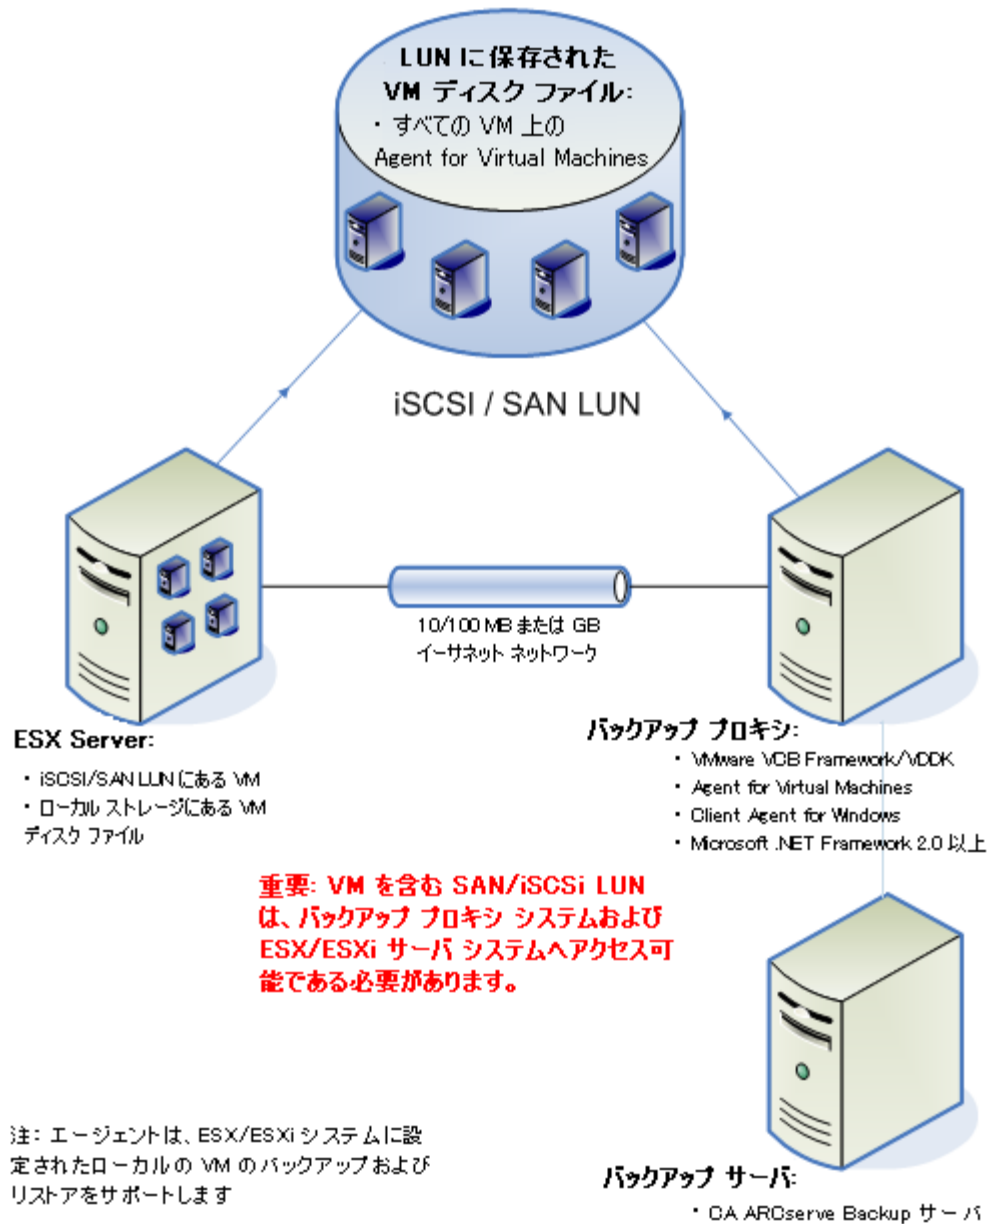 LUN に保存された
VM ディスク ファイル:
・ すべての VM 上の
Agent for Virtual Machines
iSCSI / SAN LUN
10/100 MB または GB
イーサネット ネットワーク
ESX Server:
・ iSCSI/SAN LUN にある VM
・ ローカル ストレージにある VM
ディスク ファイル
バックアップ プロキシ:
・ VMware VCB Framework/VDDK
・ Agent for Virtual Machines
・ Client Agent for Windows
・ Microsoft .NET Framework 2.0 以上
重要: VM を含む SAN/iSCSi LUN
は、バックアップ プロキシ システムおよび
ESX/ESXi サーバ システムへアクセス可
能である必要があります。
注: エージェントは、ESX/ESXi システムに設
定されたローカルの VM のバックアップおよび
リストアをサポートします
バックアップ サーバ:
・ CA ARCserve Backup サーバ